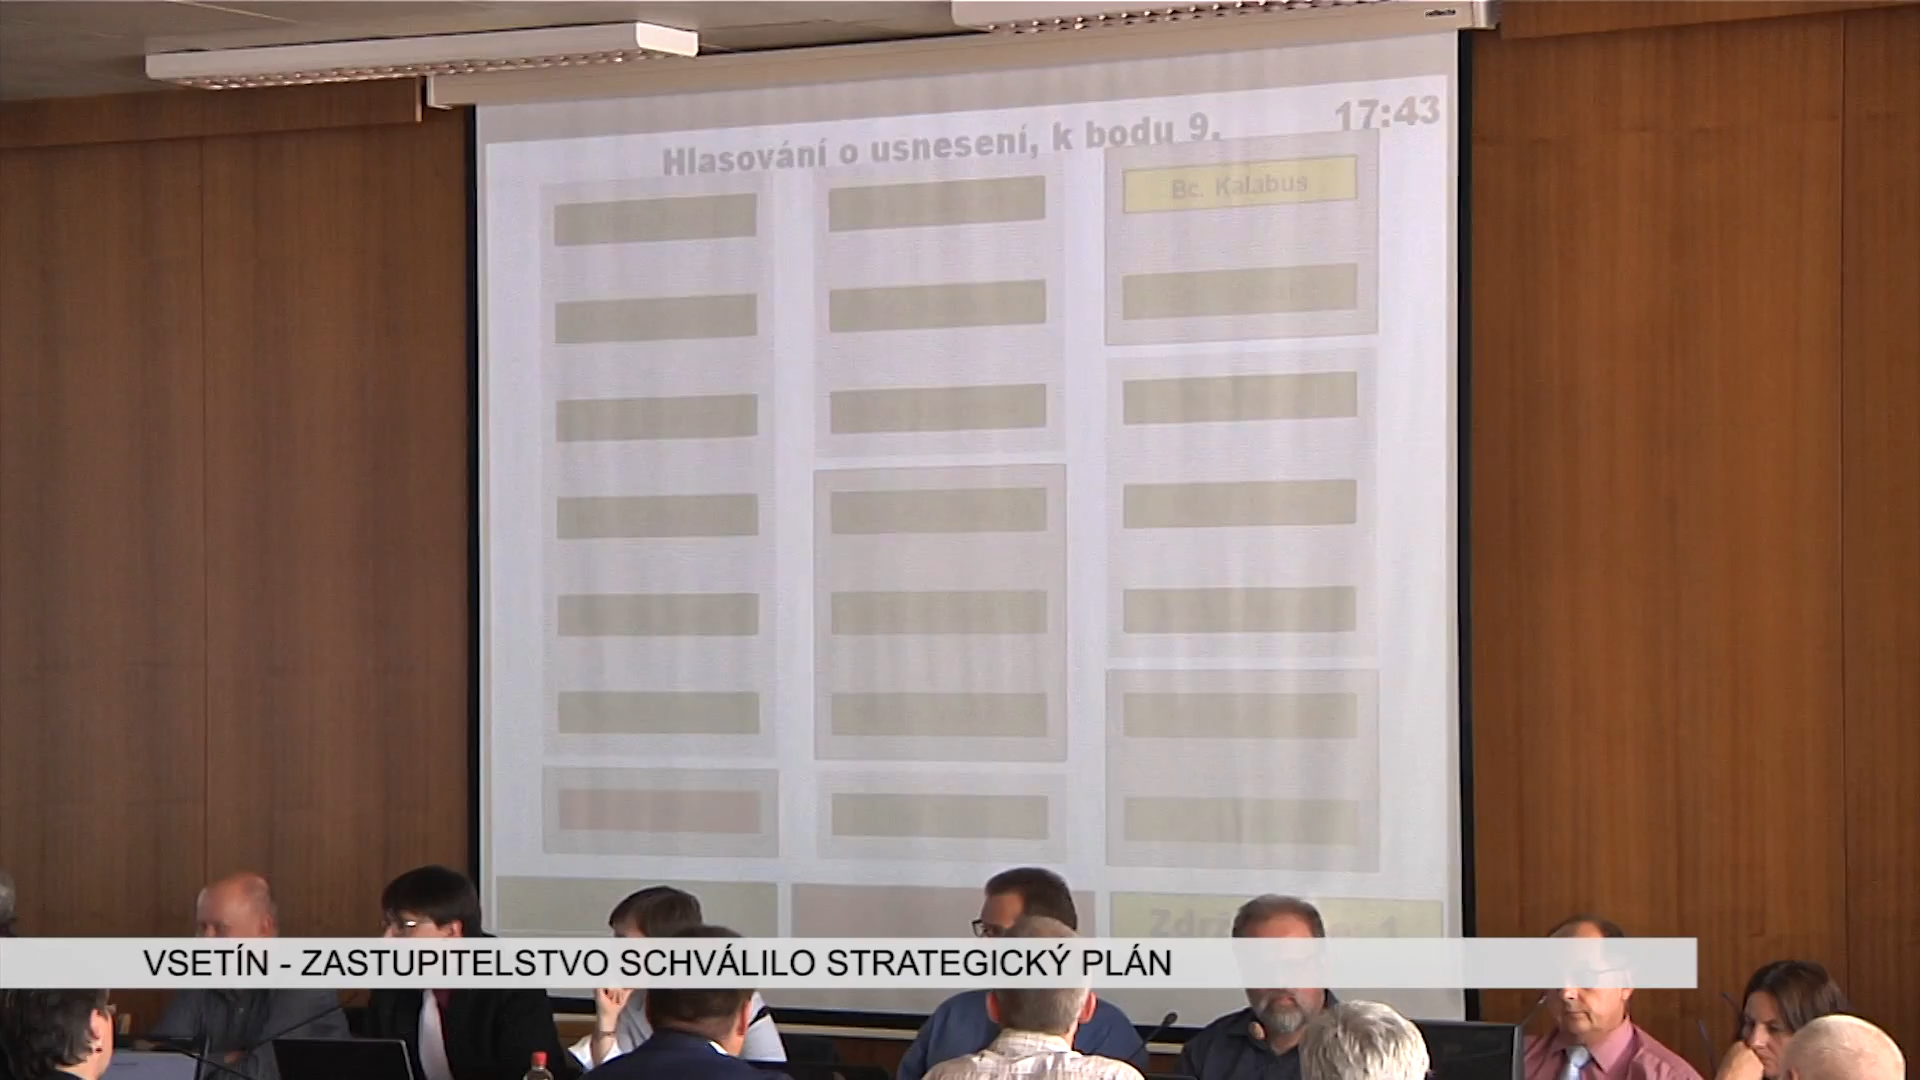 17:43
Hlasování o usnesení, k bodu 9.
Bc. Kalabus
VSETÍN - ZASTUPITELSTVO SCHVÁLILO STRATEGICKÝ PLÁN